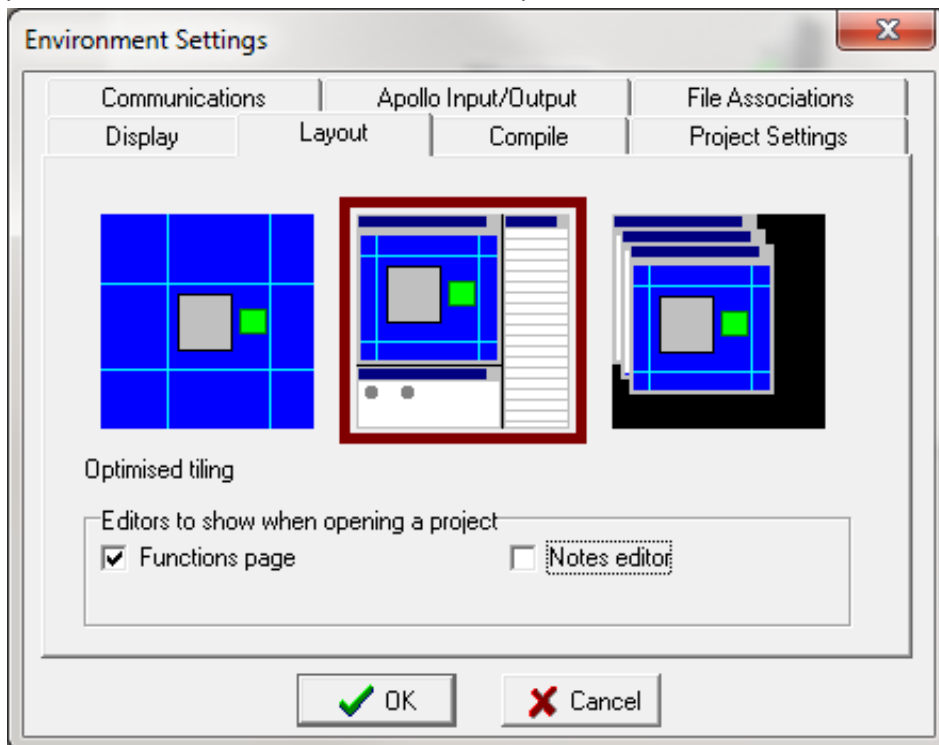 Environment Settings
Communications Apollo Input/Output File Associations
Display Layout Compile Project Settings
Optimised tiling
Editors to show when opening a project
Functions page Notes editor
OK Cancel